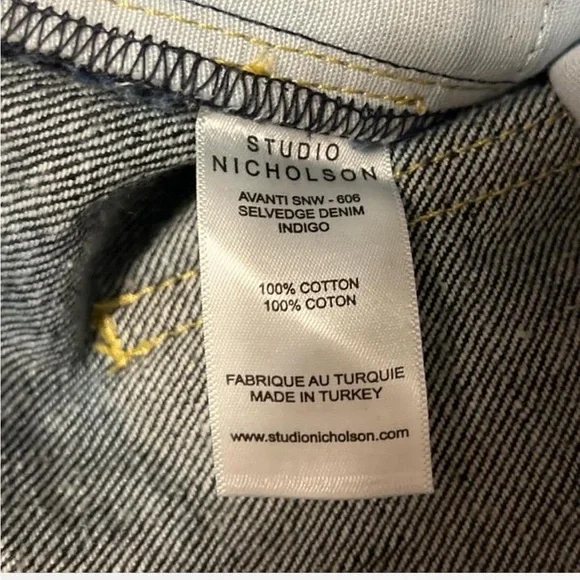 STUDIO
NICHOLSON
AVANTI SNW - 606
SELVEDGE DENIM
INDIGO
100% COTTON
100% COTON
FABRIQUE AU TURQUIE
MADE IN TURKEY
www.studionicholson.com